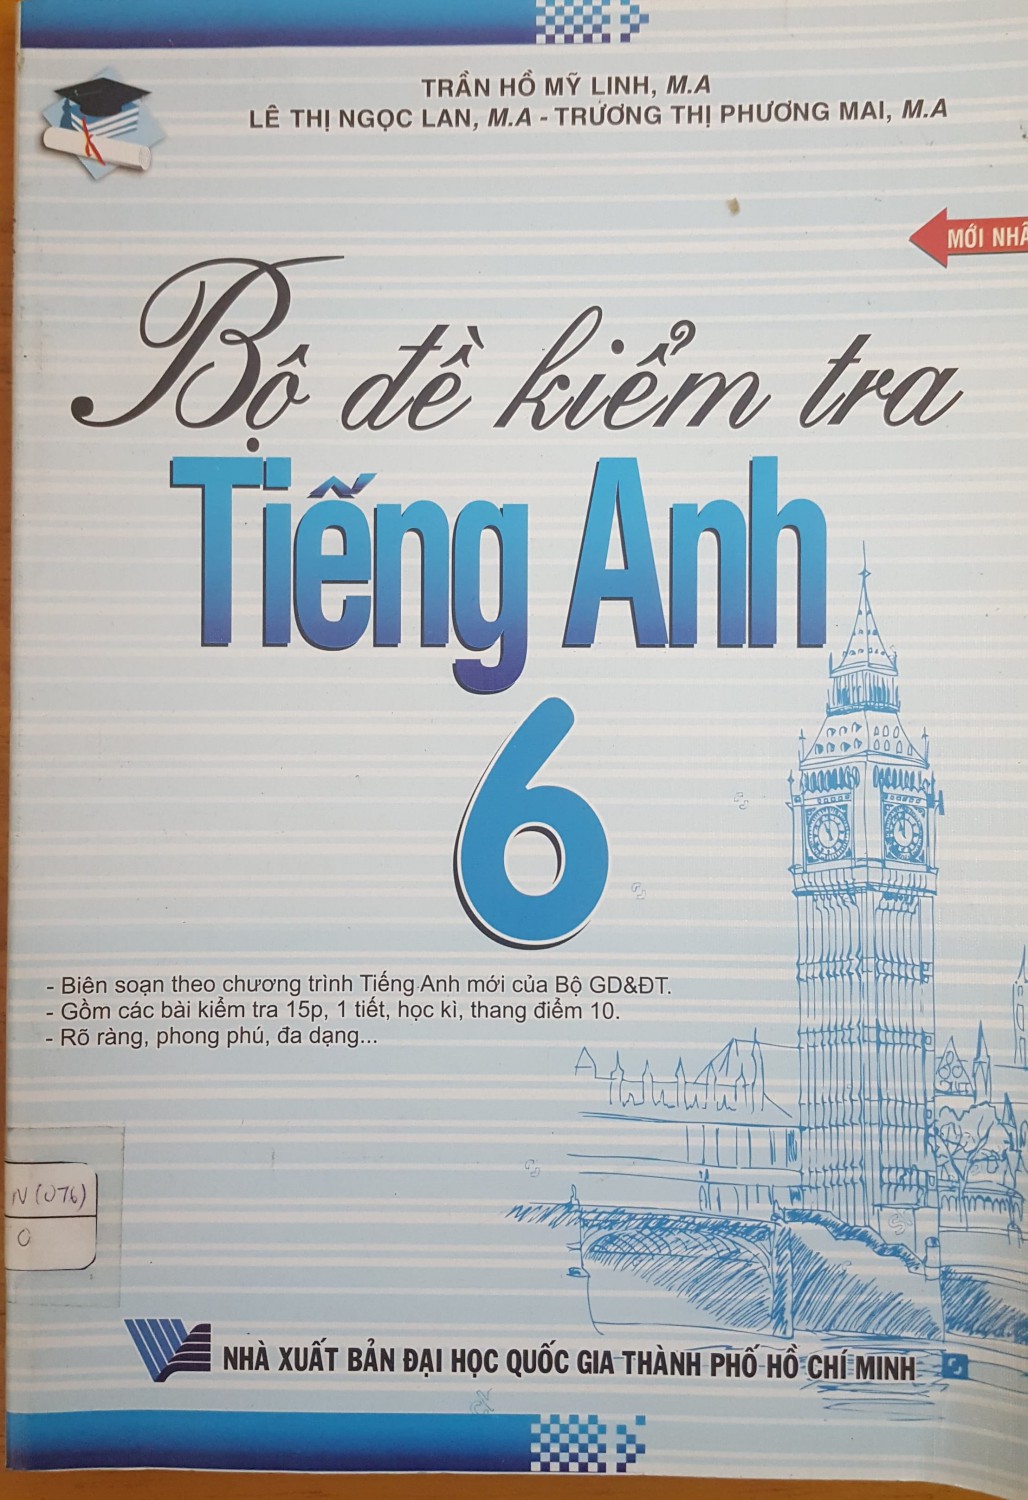 TRẦN HỒ MỸ LINH, M.A
LÊ THỊ NGỌC LAN, M.A - TRƯƠNG THỊ PHƯƠNG MAI, M.A
MỚI NHẤ
Bộ đề kiểm tra
Tiếng Anh
6
- Biên soạn theo chương trình Tiếng Anh mới của Bộ GD&ĐT.
- Gồm các bài kiểm tra 15p, 1 tiết, học kì, thang điểm 10.
- Rõ ràng, phong phú, đa dạng...
N(076)
O
NHÀ XUẤT BẢN ĐẠI HỌC QUỐC GIA THÀNH PHỐ HỒ CHÍ MINH